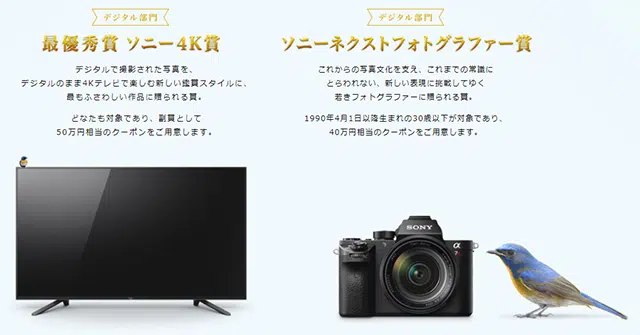 デジタル部門
最優秀賞 ソニー4K賞
デジタルで撮影された写真を、
デジタルのまま4Kテレビで楽しむ新しい鑑賞スタイルに、
最もふさわしい作品に贈られる賞。
どなたも対象であり、副賞として
50万円相当のクーポンをご用意します。
デジタル部門
ソニーネクストフォトグラファー賞
これからの写真文化を支え、これまでの常識に
とらわれない、新しい表現に挑戦してゆく
若きフォトグラファーに贈られる賞。
1990年4月1日以降生まれの30歳以下が対象であり、
40万円相当のクーポンをご用意します。
SONY
α
7R